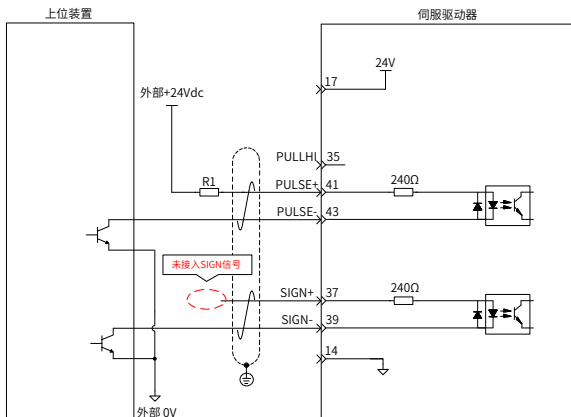 上位装置
伺服驱动器
17
24V
外部+24Vdc
PULLHI
35
R1
PULSE+
41
240Ω
PULSE-
43
未接入SIGN信号
SIGN+
37
240Ω
SIGN-
39
14
外部 0V